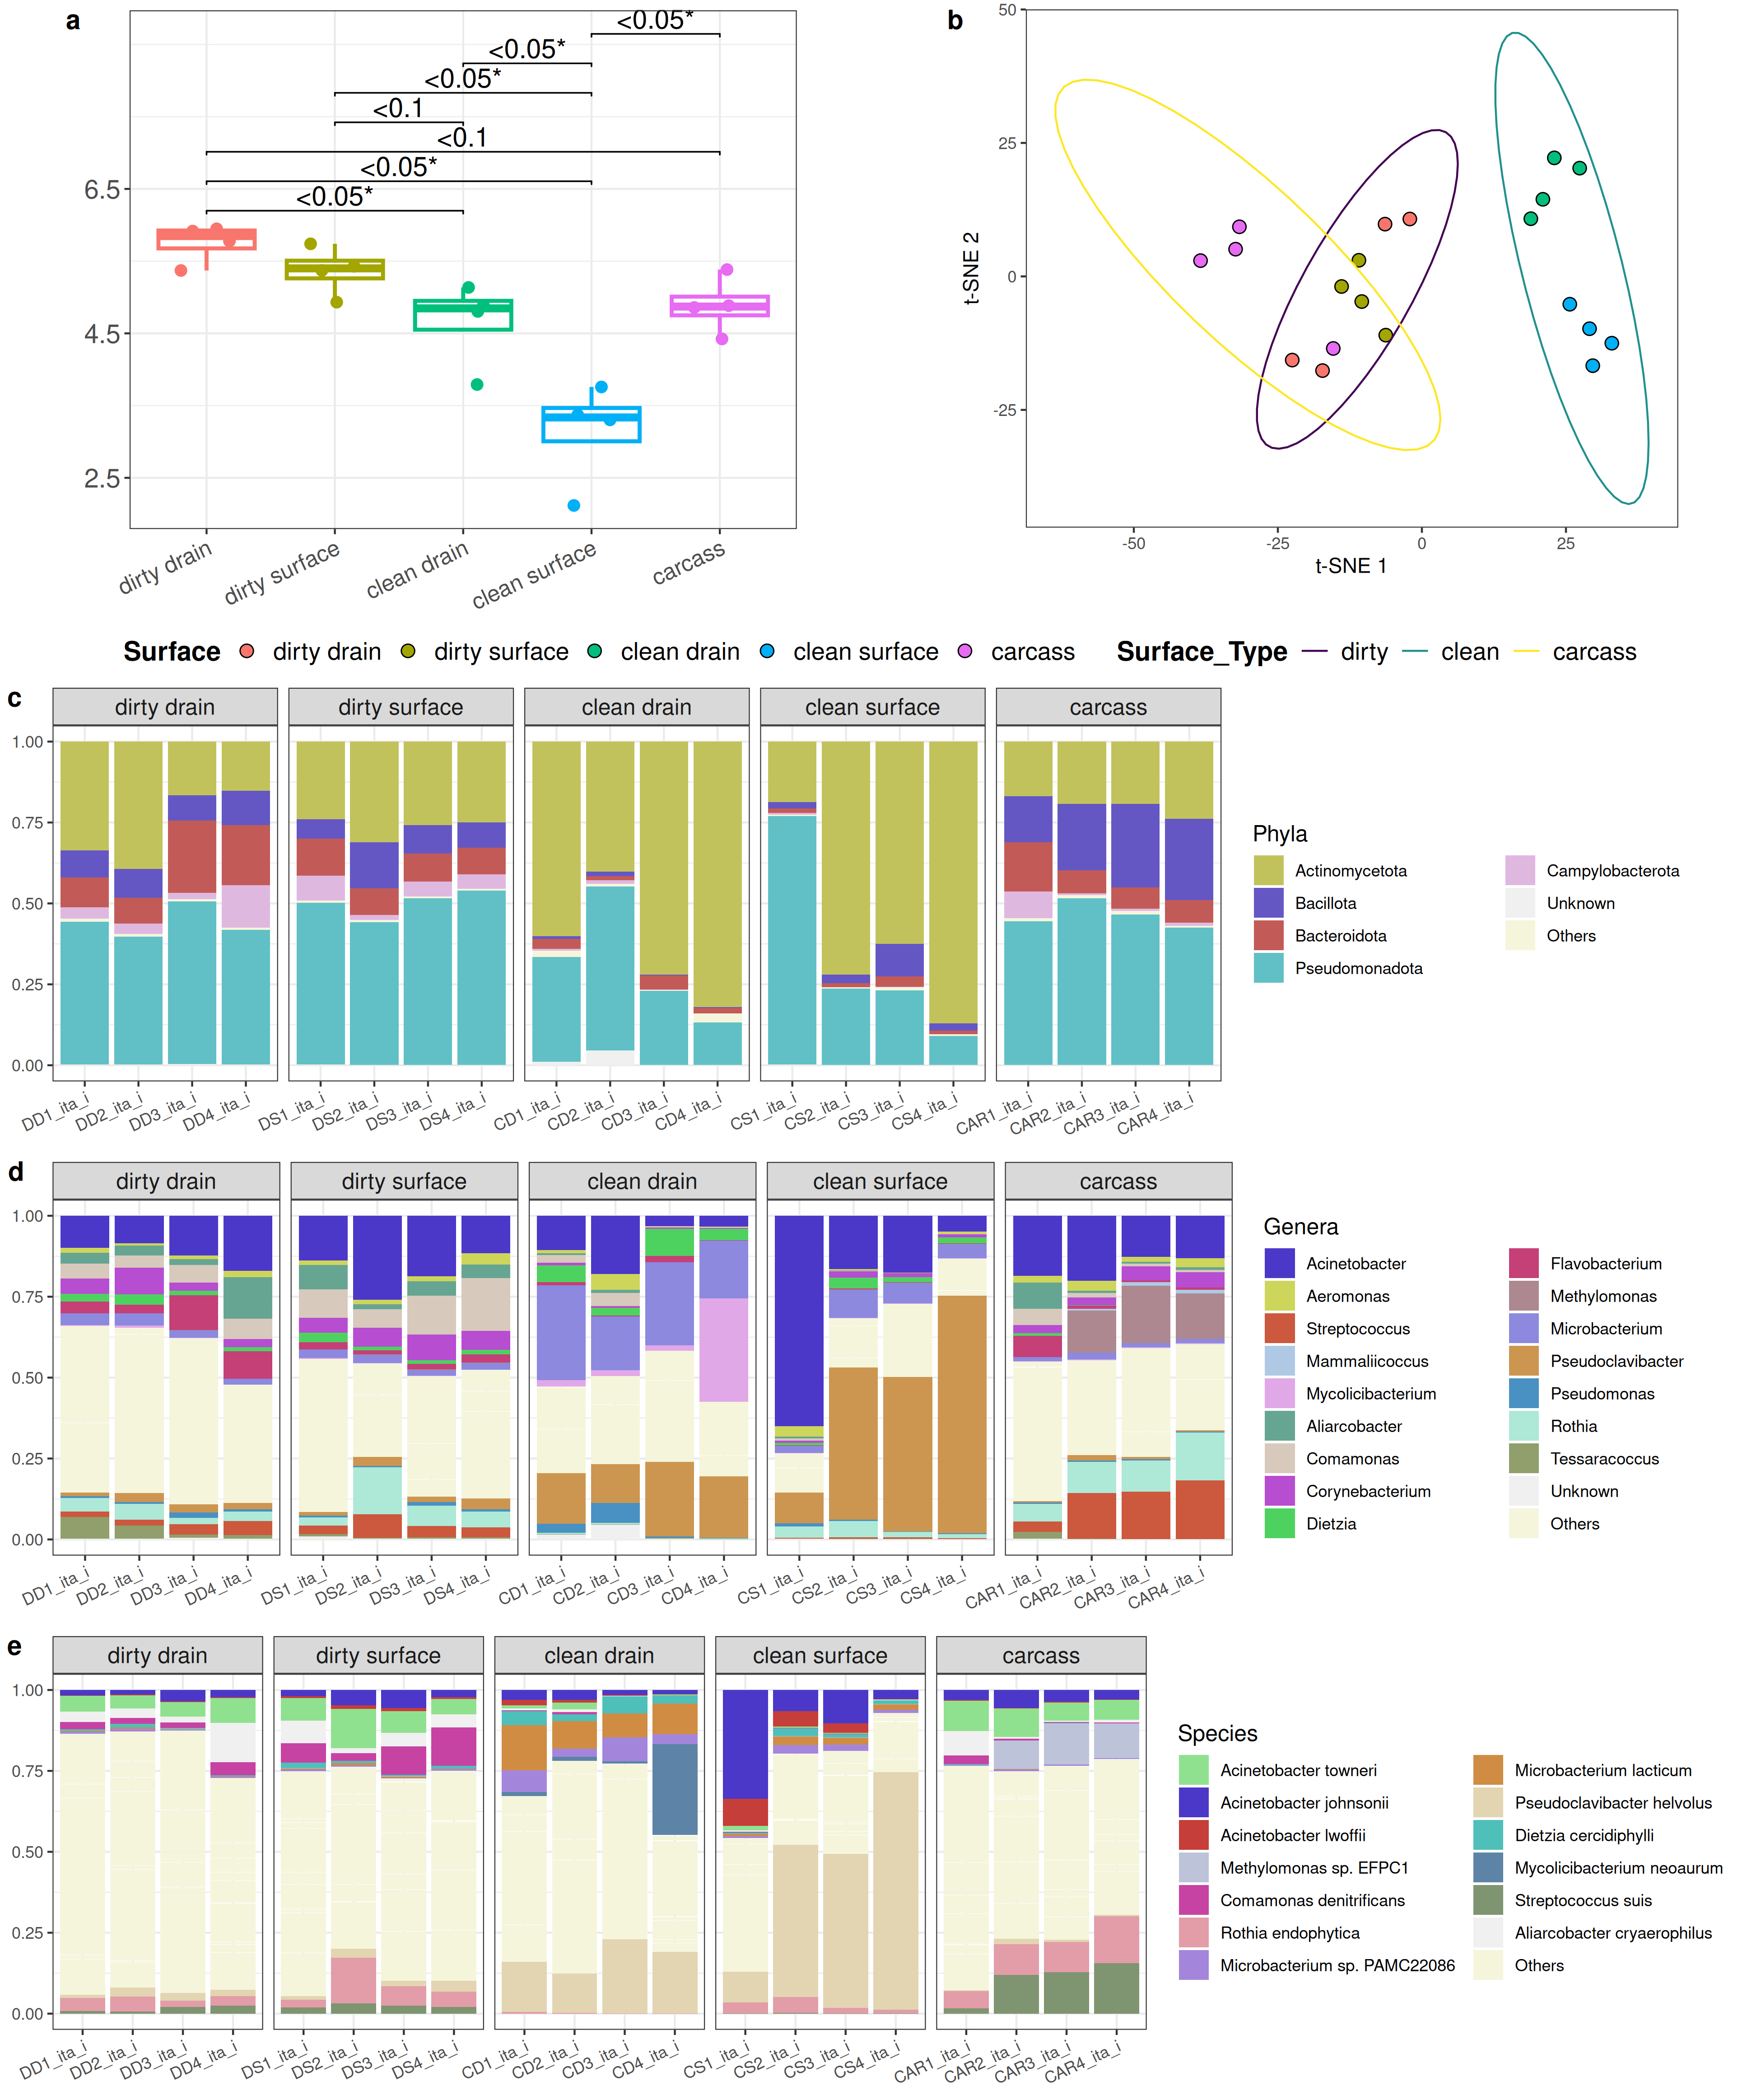 a
<0.05*
<0.05*
<0.05*
<0.1
<0.1
<0.05*
<0.05*
6.5
4.5
2.5
dirty drain
dirty surface
clean drain
clean surface
carcass
b
50
25
0
-25
t-SNE 2
-50
-25
0
25
t-SNE 1
Surface dirty drain dirty surface clean drain clean surface carcass
Surface_Type dirty clean carcass
c
dirty drain dirty surface clean drain clean surface carcass
1.00
0.75
0.50
0.25
0.00
DD1_ita_i DD2_ita_i DD3_ita_i DD4_ita_i DS1_ita_i DS2_ita_i DS3_ita_i DS4_ita_i CD1_ita_i CD2_ita_i CD3_ita_i CD4_ita_i CS1_ita_i CS2_ita_i CS3_ita_i CS4_ita_i CAR1_ita_i CAR2_ita_i CAR3_ita_i CAR4_ita_i
Phyla
Actinomycetota
Bacillota
Bacteroidota
Pseudomonadota
Campylobacterota
Unknown
Others
d
dirty drain dirty surface clean drain clean surface carcass
1.00
0.75
0.50
0.25
0.00
DD1_ita_i DD2_ita_i DD3_ita_i DD4_ita_i DS1_ita_i DS2_ita_i DS3_ita_i DS4_ita_i CD1_ita_i CD2_ita_i CD3_ita_i CD4_ita_i CS1_ita_i CS2_ita_i CS3_ita_i CS4_ita_i CAR1_ita_i CAR2_ita_i CAR3_ita_i CAR4_ita_i
Genera
Acinetobacter
Aeromonas
Streptococcus
Mammaliicoccus
Mycolicibacterium
Aliarcobacter
Comamonas
Corynebacterium
Dietzia
Flavobacterium
Methylomonas
Microbacterium
Pseudoclavibacter
Pseudomonas
Rothia
Tessaracoccus
Unknown
Others
e
dirty drain dirty surface clean drain clean surface carcass
1.00
0.75
0.50
0.25
0.00
DD1_ita_i DD2_ita_i DD3_ita_i DD4_ita_i DS1_ita_i DS2_ita_i DS3_ita_i DS4_ita_i CD1_ita_i CD2_ita_i CD3_ita_i CD4_ita_i CS1_ita_i CS2_ita_i CS3_ita_i CS4_ita_i CAR1_ita_i CAR2_ita_i CAR3_ita_i CAR4_ita_i
Species
Acinetobacter towneri
Acinetobacter johnsonii
Acinetobacter lwoffii
Methylomonas sp. EFPC1
Comamonas denitrificans
Rothia endophytica
Microbacterium sp. PAMC22086
Microbacterium lacticum
Pseudoclavibacter helvolus
Dietzia cercidiphylli
Mycolicibacterium neoaurum
Streptococcus suis
Aliarcobacter cryaerophilus
Others